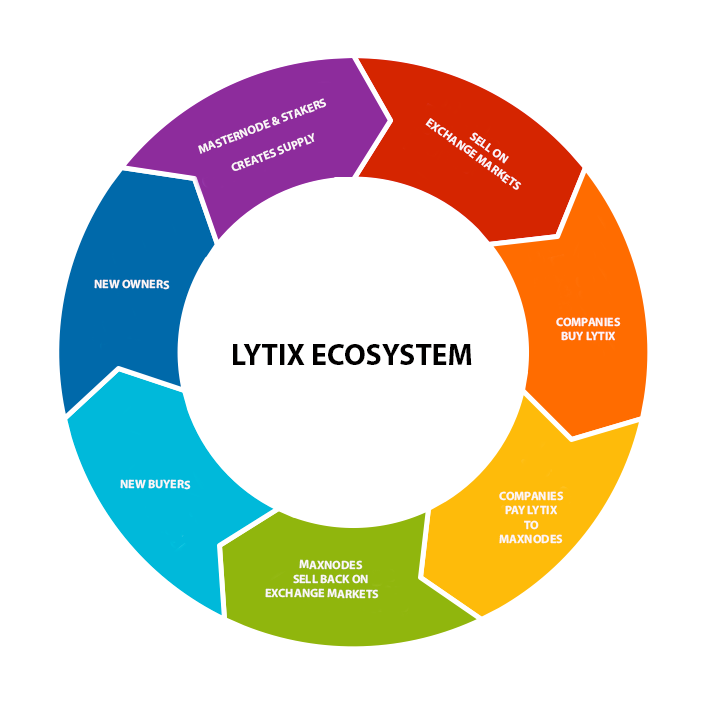 MASTERNODE & STAKERS
CREATES SUPPLY
SELL ON
EXCHANGE MARKETS
COMPANIES
BUY LYTIX
COMPANIES
PAY LYTIX
TO
MAXNODES
MAXNODES
SELL BACK ON
EXCHANGE MARKETS
NEW BUYERS
NEW OWNERS
LYTIX ECOSYSTEM